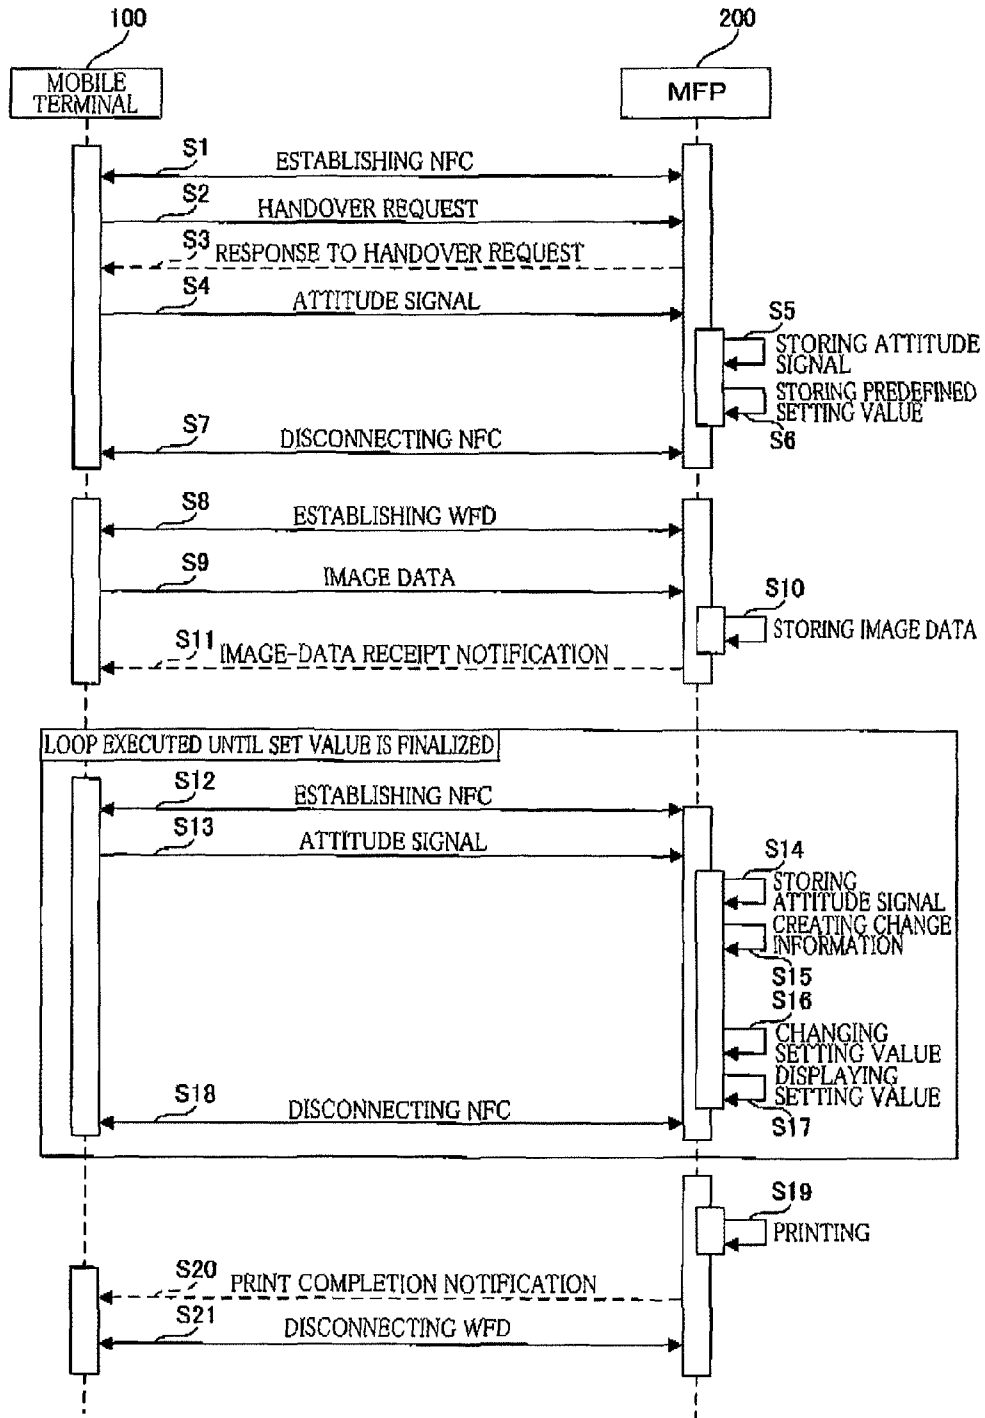 100
200
MOBILE
TERMINAL
MFP
S1
ESTABLISHING NFC
S2
HANDOVER REQUEST
S3
RESPONSE TO HANDOVER REQUEST
S4
ATTITUDE SIGNAL
S5
STORING ATTITUDE
SIGNAL
STORING PREDEFINED
SETTING VALUE
S6
S7
DISCONNECTING NFC
S8
ESTABLISHING WFD
S9
IMAGE DATA
S10
STORING IMAGE DATA
S11
IMAGE-DATA RECEIPT NOTIFICATION
LOOP EXECUTED UNTIL SET VALUE IS FINALIZED
S12
ESTABLISHING NFC
S13
ATTITUDE SIGNAL
S14
STORING
ATTITUDE SIGNAL
CREATING CHANGE
INFORMATION
S15
S16
CHANGING
SETTING VALUE
DISPLAYING
SETTING VALUE
S17
S18
DISCONNECTING NFC
S19
PRINTING
S20
PRINT COMPLETION NOTIFICATION
S21
DISCONNECTING WFD